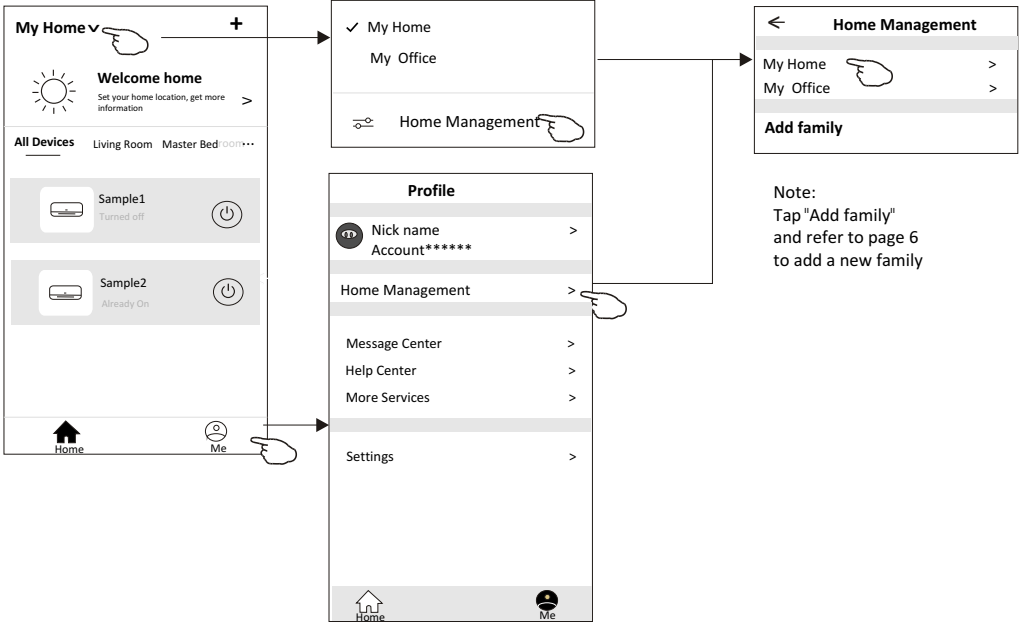 My Home
+
Welcome home
Set your home location, get more
information
>
All Devices Living Room Master Bedroom ...
Sample1
Turned off
Sample2
Already On
Home
Me
✓ My Home
My Office
Home Management
Profile
Nick name >
Account******
Home Management >
Message Center >
Help Center >
More Services >
Settings >
Home
Me
← Home Management
My Home >
My Office >
Add family
Note:
Tap "Add family"
and refer to page 6
to add a new family